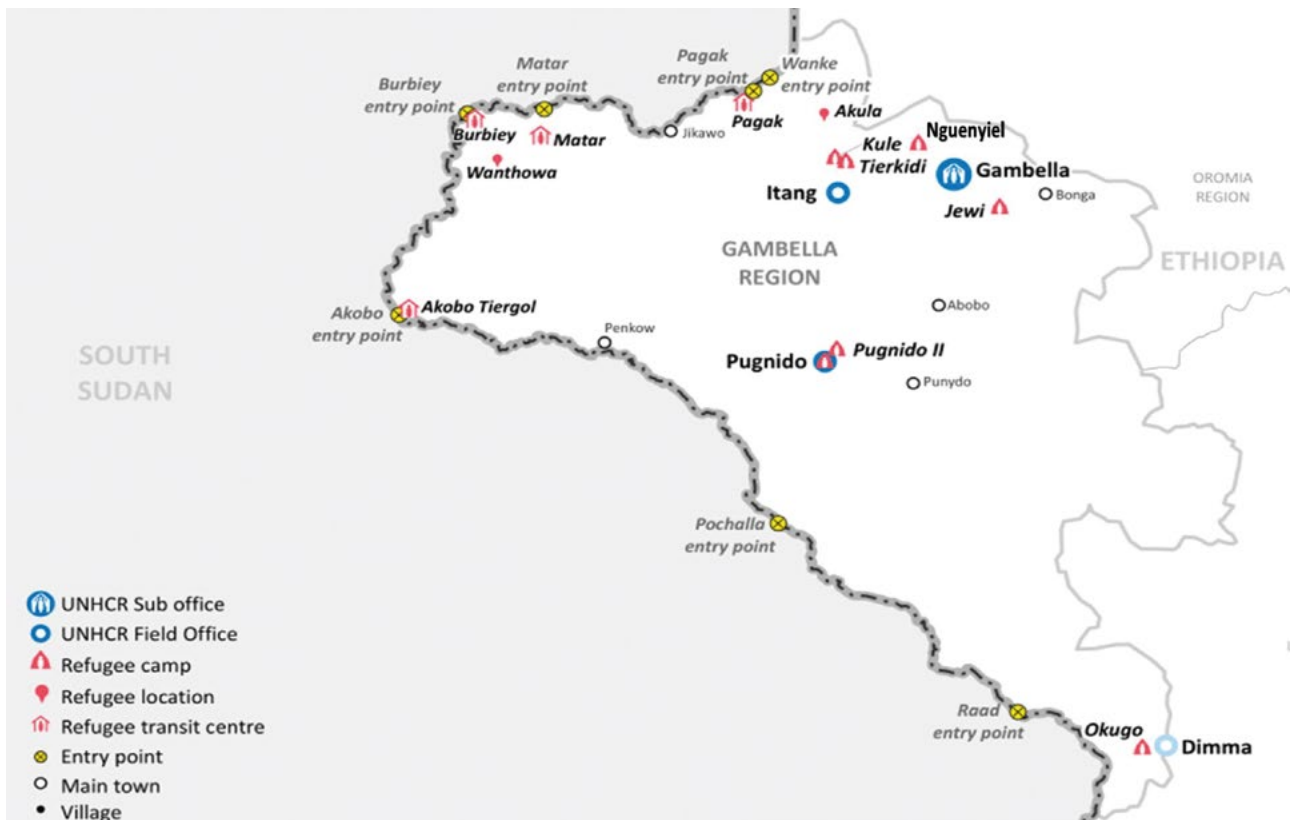 Pagak
entry point
Wanke
entry point
Matar
entry point
Burbiey
entry point
Burbiey
Matar
Wanthowa
Jikawo
Pagak
Akula
Nguenyiel
Kule
Tierkidi
Gambella
Itang
Bonga
Jewi
OROMIA
REGION
ETHIOPIA
GAMBELLA
REGION
Akobo
entry point
Akobo Tiergol
Penkow
Abobo
SOUTH
SUDAN
Pugnido
Pugnido II
Punydo
Pochalla
entry point
Raad
entry point
Okugo
Dimma
UNHCR Sub office
UNHCR Field Office
Refugee camp
Refugee location
Refugee transit centre
Entry point
Main town
Village